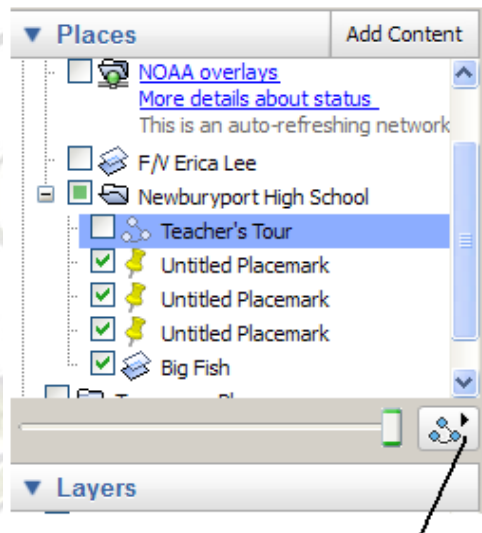 Places Add Content
NOAA overlays
More details about status
This is an auto-refreshing network
F/V Erica Lee
Newburyport High School
Teacher's Tour
Untitled Placemark
Untitled Placemark
Untitled Placemark
Big Fish
Layers